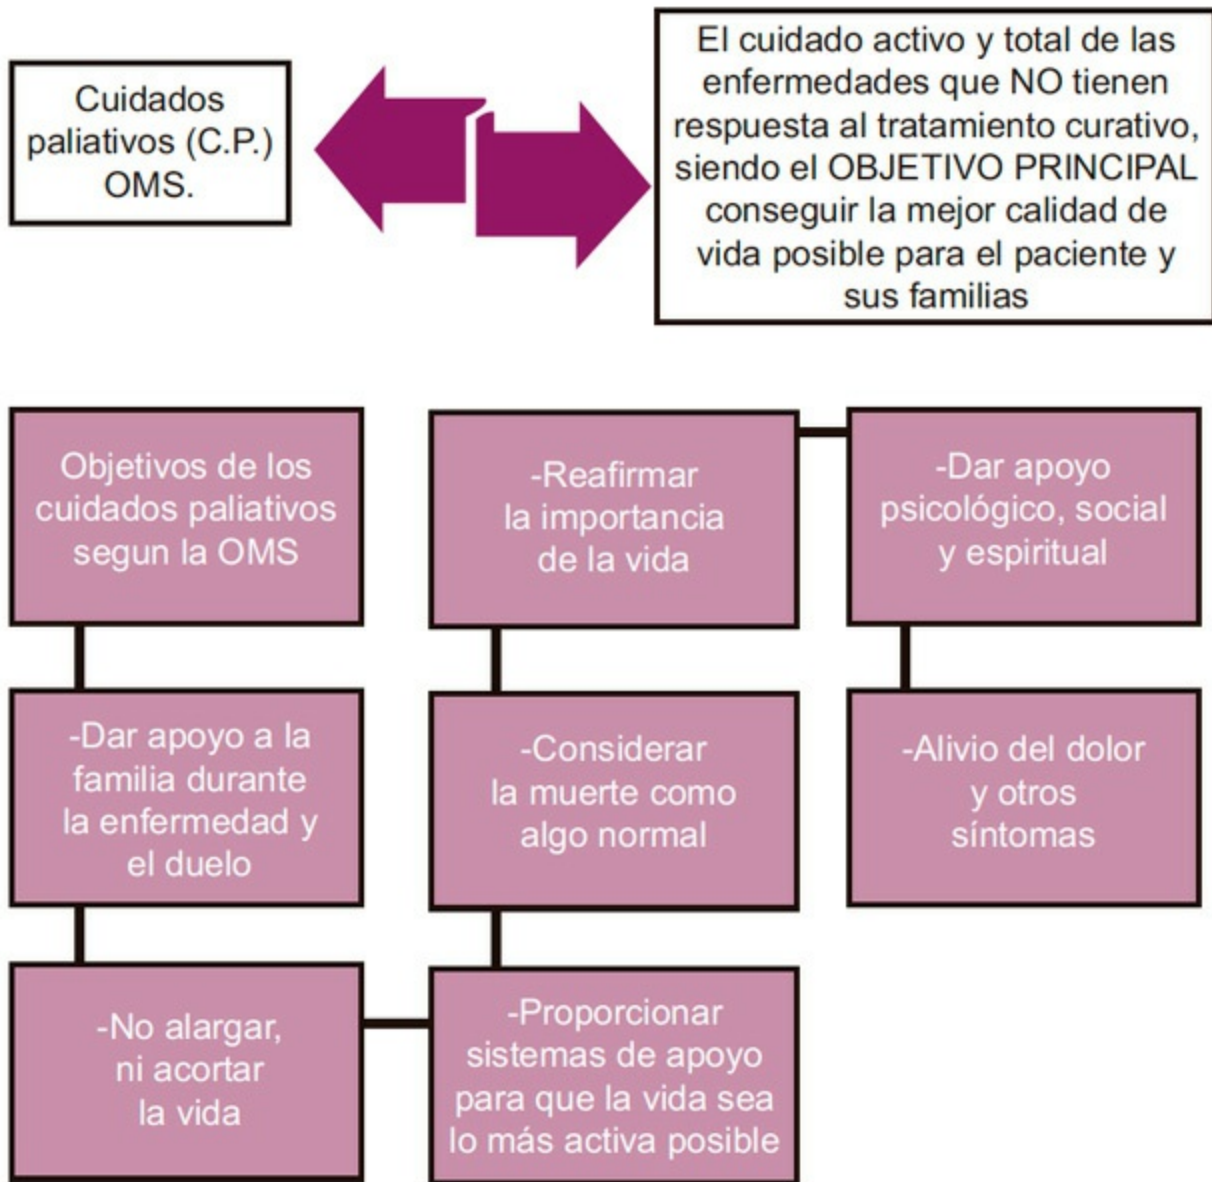 Cuidados
paliativos (C.P.)
OMS.
El cuidado activo y total de las
enfermedades que NO tienen
respuesta al tratamiento curativo,
siendo el OBJETIVO PRINCIPAL
conseguir la mejor calidad de
vida posible para el paciente y
sus familias
Objetivos de los
cuidados paliativos
segun la OMS
-Dar apoyo a la
familia durante
la enfermedad y
el duelo
-No alargar,
ni acortar
la vida
-Proporcionar
sistemas de apoyo
para que la vida sea
lo más activa posible
-Considerar
la muerte como
algo normal
-Reafirmar
la importancia
de la vida
-Dar apoyo
psicológico, social
y espiritual
-Alivio del dolor
y otros
síntomas